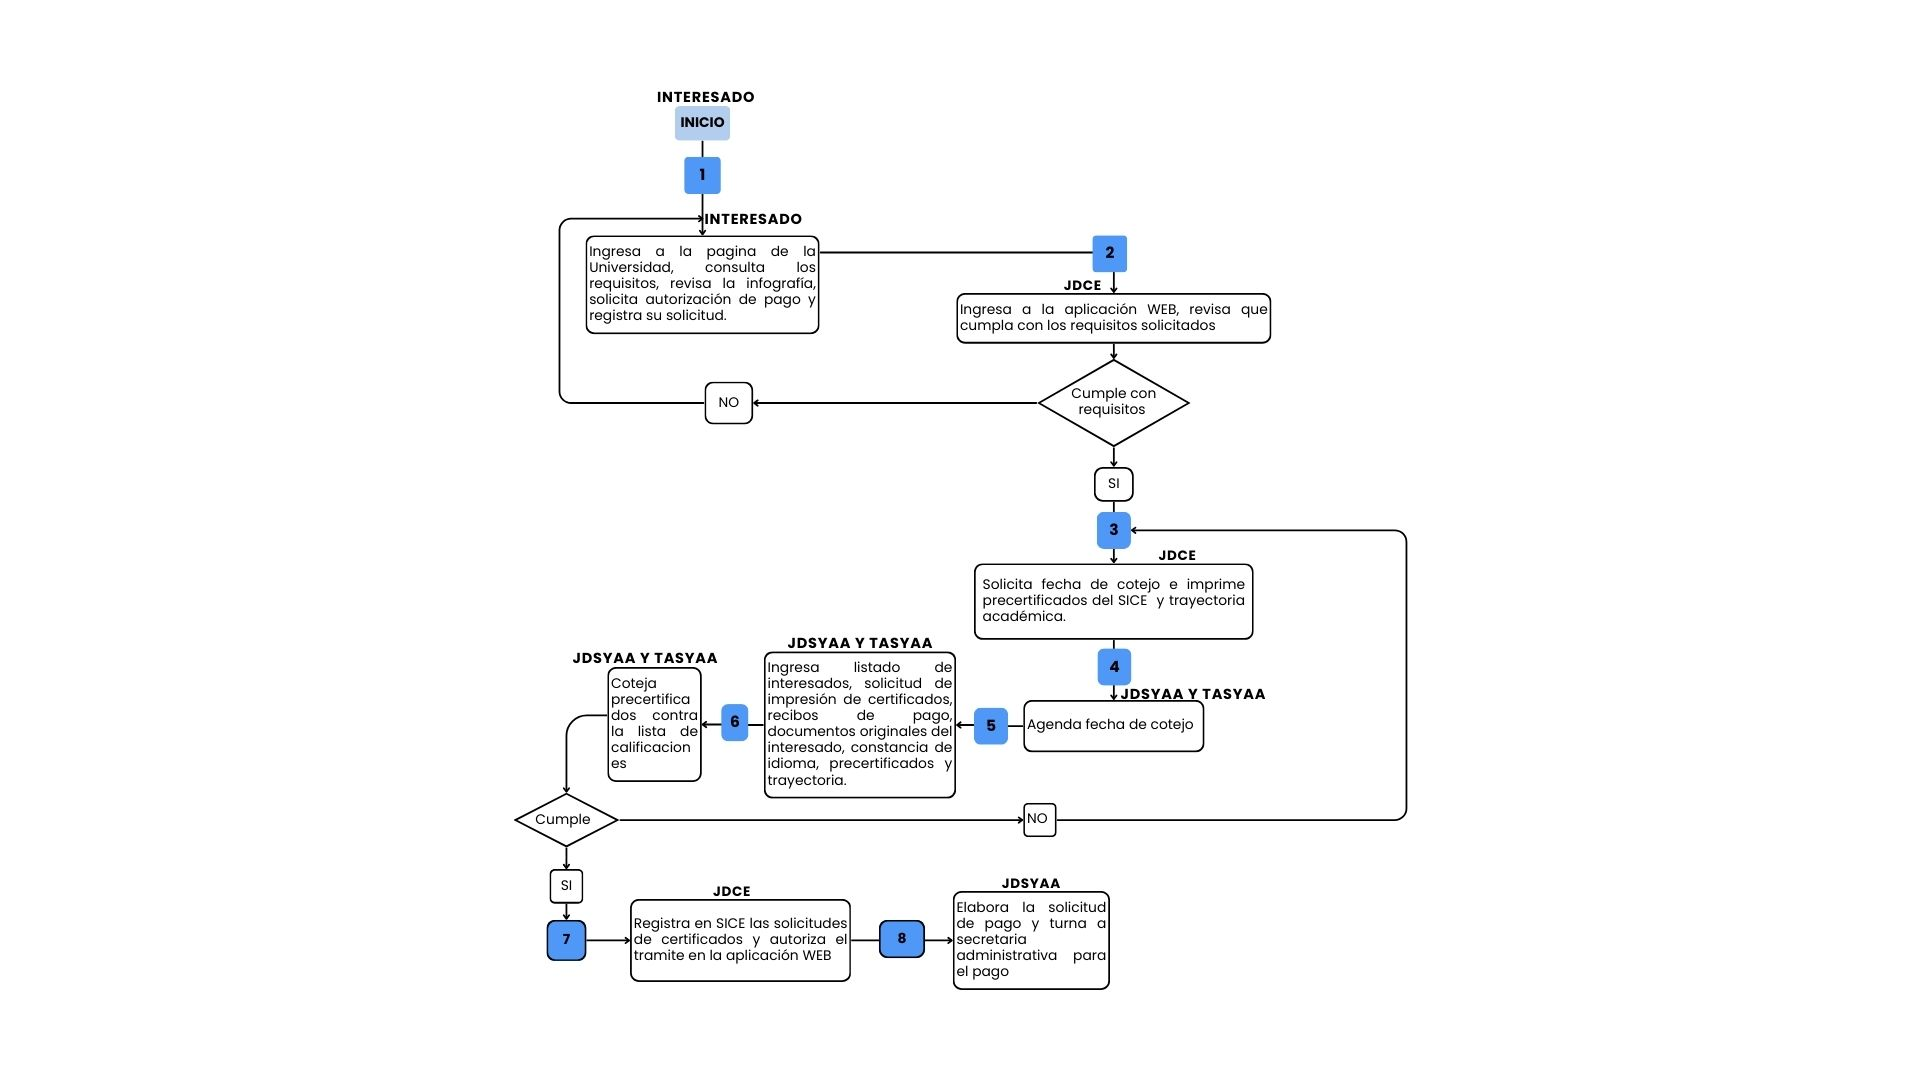 INTERESADO
INICIO
1
INTERESADO
Ingresa a la pagina de la
Universidad, consulta los
requisitos, revisa la infografía,
solicita autorización de pago y
registra su solicitud.
2
JDCE
Ingresa a la aplicación WEB, revisa que
cumpla con los requisitos solicitados
Cumple con
requisitos
NO
SI
3
JDCE
Solicita fecha de cotejo e imprime
precertificados del SICE y trayectoria
académica.
4
JDSYAA Y TASYAA
Agenda fecha de cotejo
5
JDSYAA Y TASYAA
Ingresa listado de
interesados, solicitud de
impresión de certificados,
recibos de pago,
documentos originales del
interesado, constancia de
idioma, precertificados y
trayectoria.
6
JDSYAA Y TASYAA
Coteja
precertifica
dos contra
la lista de
calificacion
es
Cumple
NO
SI
7
JDCE
Registra en SICE las solicitudes
de certificados y autoriza el
tramite en la aplicación WEB
8
JDSYAA
Elabora la solicitud
de pago y turna a
secretaria
administrativa para
el pago